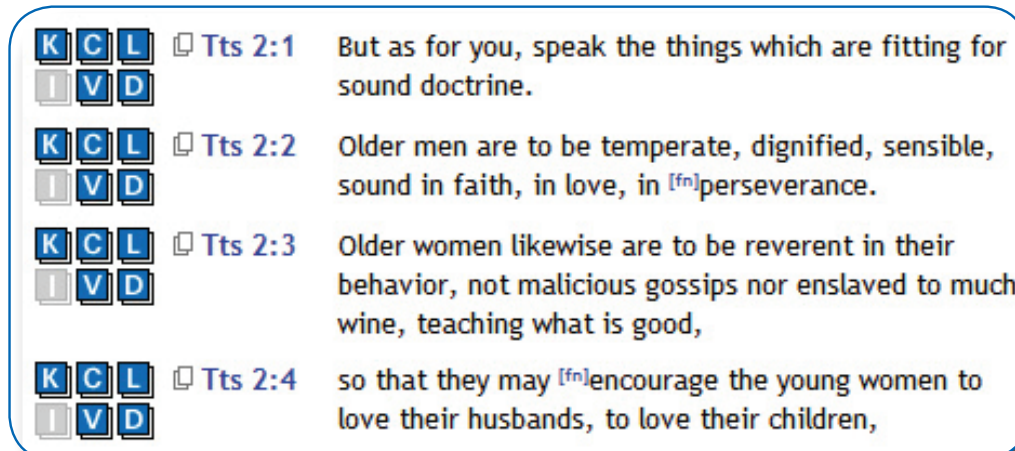 K C L Tts 2:1 But as for you, speak the things which are fitting for
I V D sound doctrine.
K C L Tts 2:2 Older men are to be temperate, dignified, sensible,
I V D sound in faith, in love, in [fn]perseverance.
K C L Tts 2:3 Older women likewise are to be reverent in their
I V D behavior, not malicious gossips nor enslaved to much
wine, teaching what is good,
K C L Tts 2:4 so that they may [fn]encourage the young women to
I V D love their husbands, to love their children,